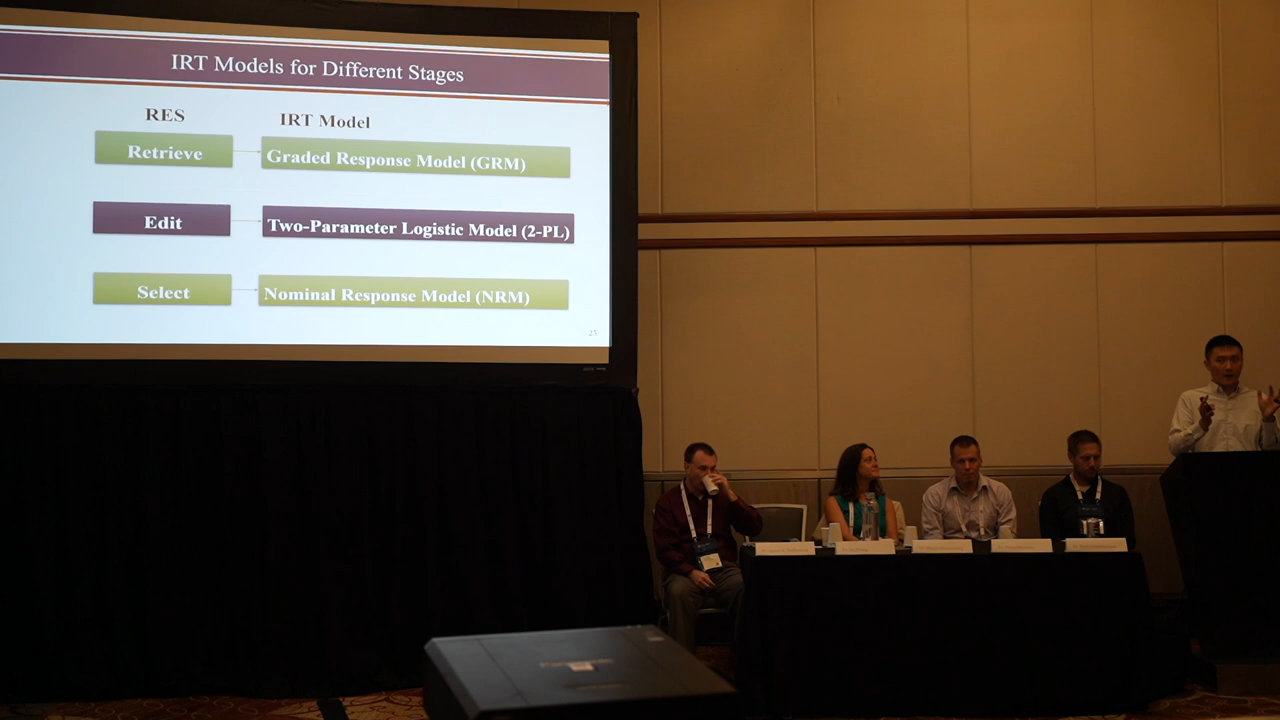 IRT Models for Different Stages
RES
IRT Model
Retrieve
Graded Response Model (GRM)
Edit
Two-Parameter Logistic Model (2-PL)
Select
Nominal Response Model (NRM)
25